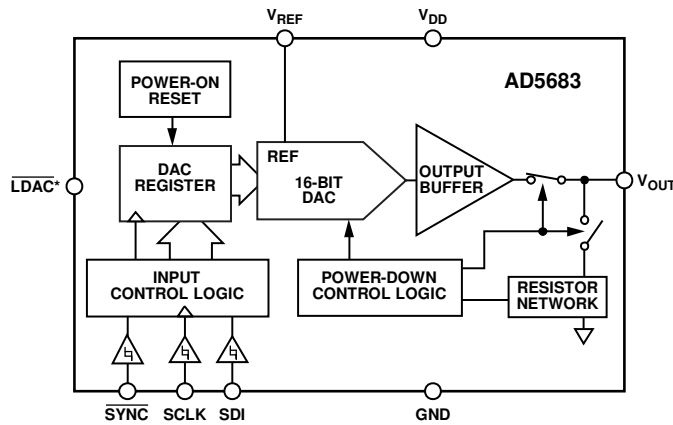 VREF
VDD
POWER-ON
RESET
AD5683
LDAC*
DAC
REGISTER
REF
16-BIT
DAC
OUTPUT
BUFFER
VOUT
INPUT
CONTROL LOGIC
POWER-DOWN
CONTROL LOGIC
RESISTOR
NETWORK
SYNC
SCLK
SDI
GND